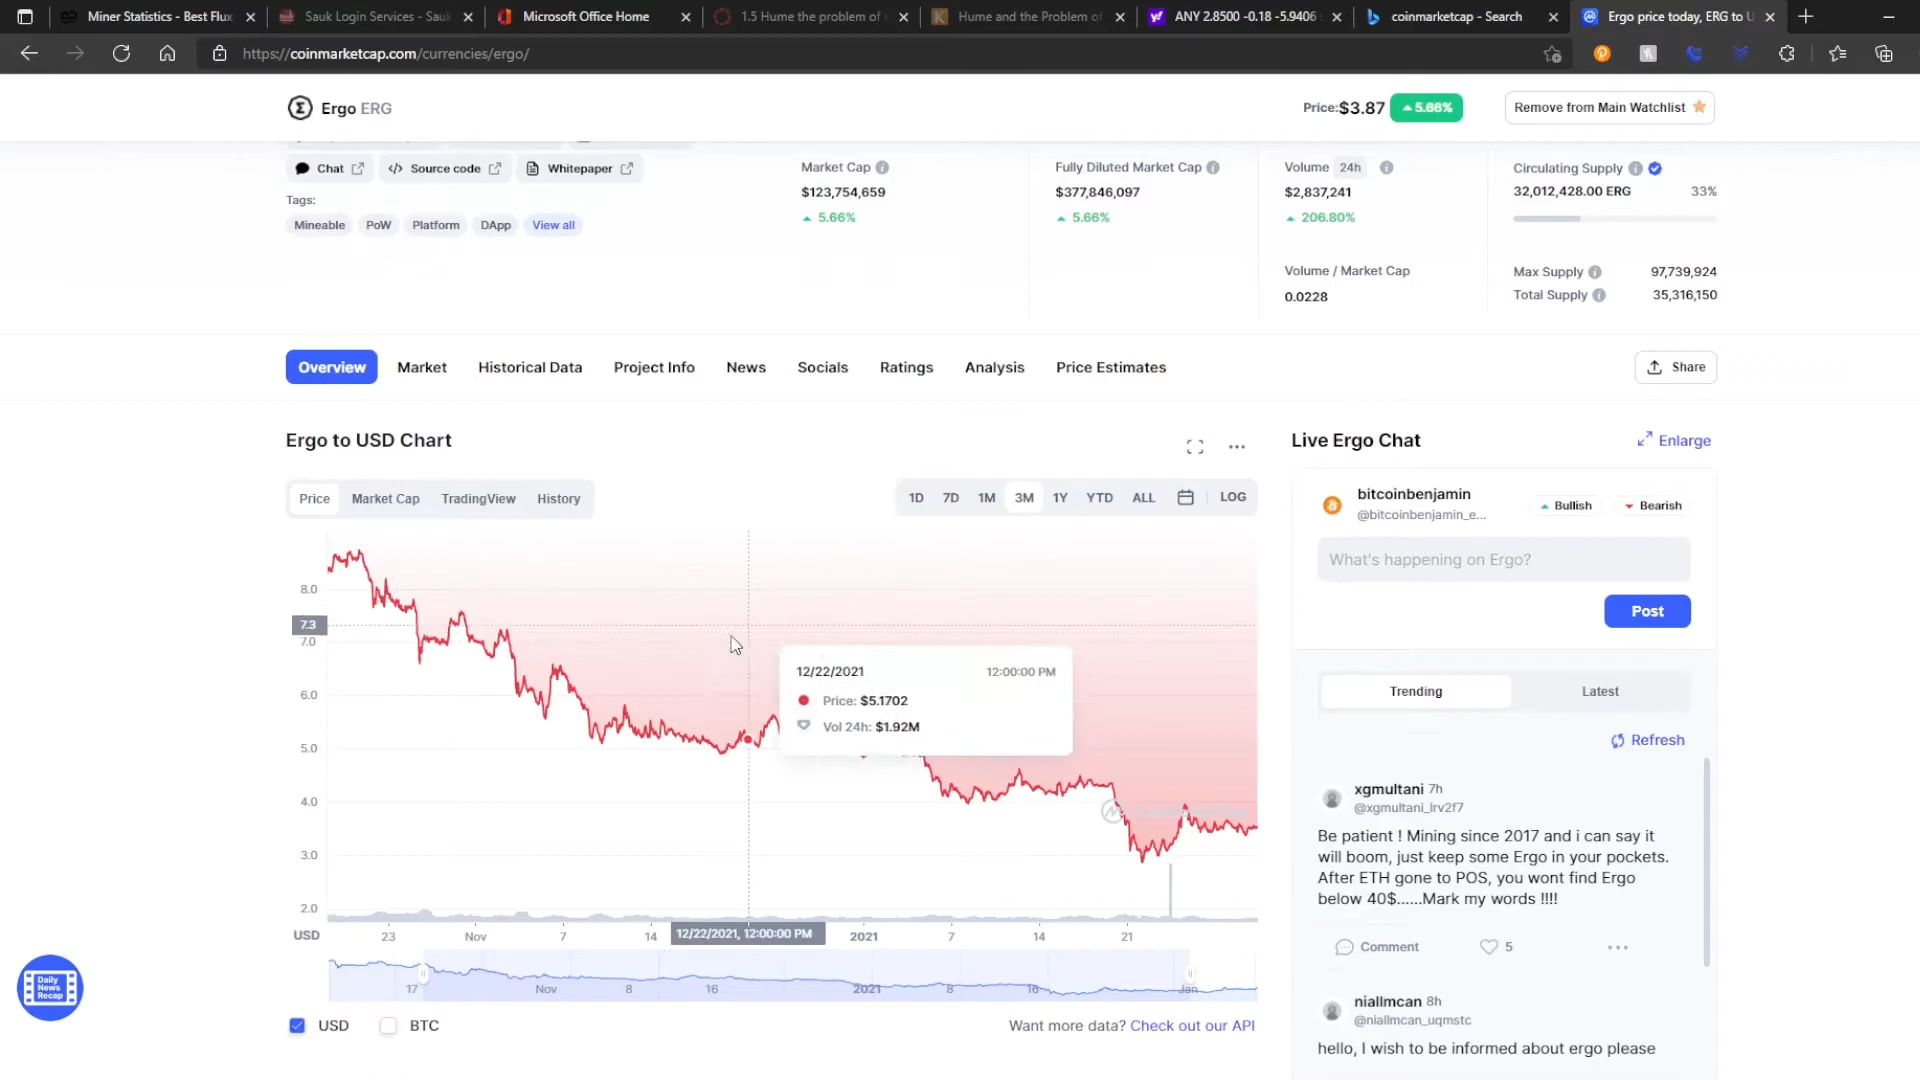 Miner Statistics - Best Flux
Sauk Login Services - Sauk
Microsoft Office Home
1.5 Hume the problem of
Hume and the Problem of
ANY 2.8500 -0.18 -5.9406
coinmarketcap - Search
Ergo price today, ERG to U
https://coinmarketcap.com/currencies/ergo/
Ergo ERG
Price:$3.87 5.66%
Remove from Main Watchlist
Chat
Source code
Whitepaper
Tags:
Mineable
PoW
Platform
DApp
View all
Market Cap
$123,754,659
5.66%
Fully Diluted Market Cap
$377,846,097
5.66%
Volume 24h
$2,837,241
206.80%
Volume / Market Cap
0.0228
Circulating Supply
32,012,428.00 ERG 33%
Max Supply 97,739,924
Total Supply 35,316,150
Overview
Market
Historical Data
Project Info
News
Socials
Ratings
Analysis
Price Estimates
Share
Ergo to USD Chart
Price
Market Cap
TradingView
History
1D
7D
1M
3M
1Y
YTD
ALL
LOG
8.0
7.3
7.0
6.0
5.0
4.0
3.0
2.0
12/22/2021 12:00:00 PM
Price: $5.1702
Vol 24h: $1.92M
USD
23
Nov
7
14
12/22/2021, 12:00:00 PM
2021
7
14
21
17
Nov
8
16
2021
8
16
Jan
USD
BTC
Want more data? Check out our API
Daily
News
Recap
Live Ergo Chat
Enlarge
bitcoinbenjamin
@bitcoinbenjamin_e...
Bullish
Bearish
What's happening on Ergo?
Post
Trending
Latest
Refresh
xgmultani 7h
@xgmultani_lrv2f7
Be patient ! Mining since 2017 and i can say it
will boom, just keep some Ergo in your pockets.
After ETH gone to POS, you wont find Ergo
below 40$......Mark my words !!!!
Comment
5
niallmcan 8h
@niallmcan_uqmstc
hello, I wish to be informed about ergo please